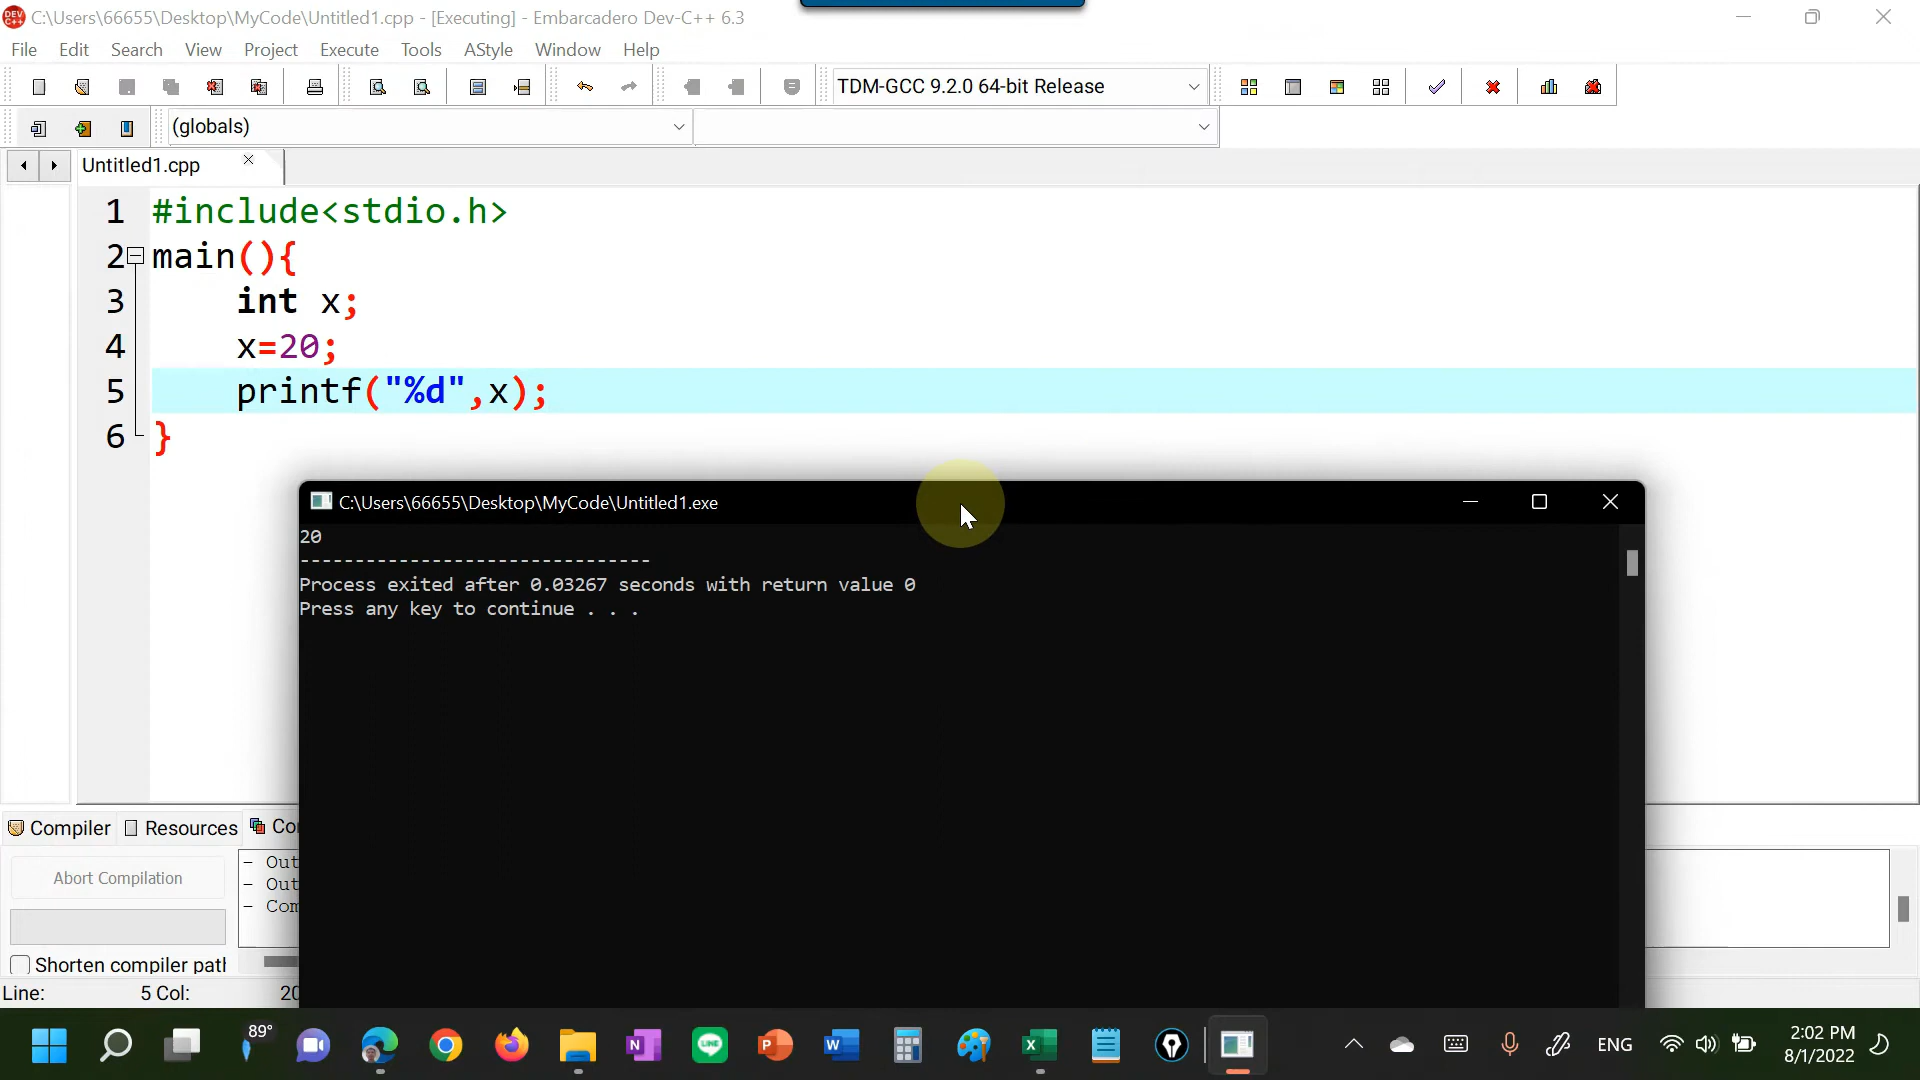 C:\Users\66655\Desktop\MyCode\Untitled1.cpp - [Executing] - Embarcadero Dev-C++ 6.3
File Edit Search View Project Execute Tools AStyle Window Help
TDM-GCC 9.2.0 64-bit Release
(globals)
Untitled1.cpp
1 #include<stdio.h>
2 main(){
3 int x;
4 x=20;
5 printf("%d",x);
6 }
C:\Users\66655\Desktop\MyCode\Untitled1.exe
20
--------------------------------
Process exited after 0.03267 seconds with return value 0
Press any key to continue . . .
Compiler Resources
Abort Compilation
- Out
- Out
- Com
Shorten compiler path
Line: 5 Col: 20
89°
ENG
2:02 PM
8/1/2022